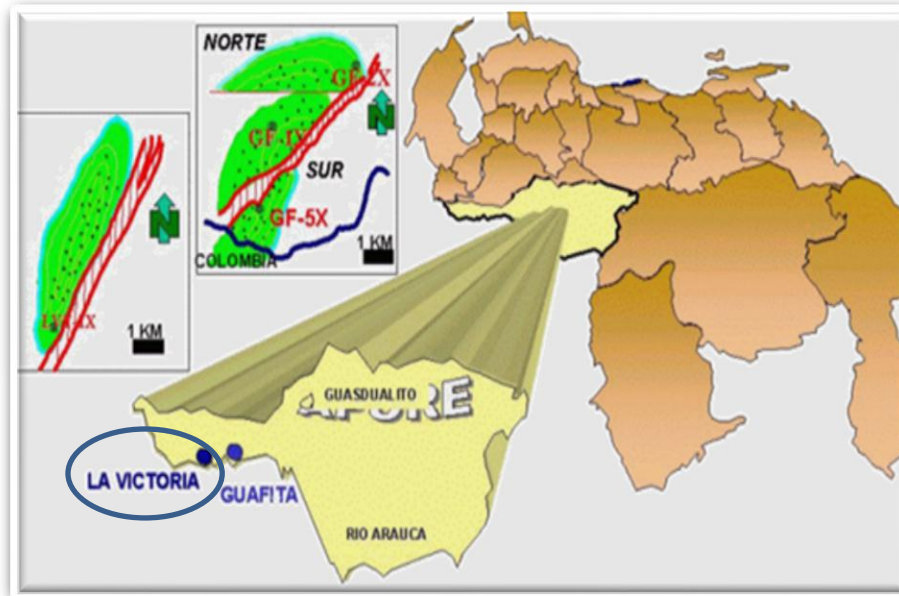 NORTE
GF-2X
GF-1X
SUR
GF-5X
COLOMBIA
1 KM
N
N
1 KM
GUASDUALITO
APURE
LA VICTORIA
GUAFITA
RIO ARAUCA